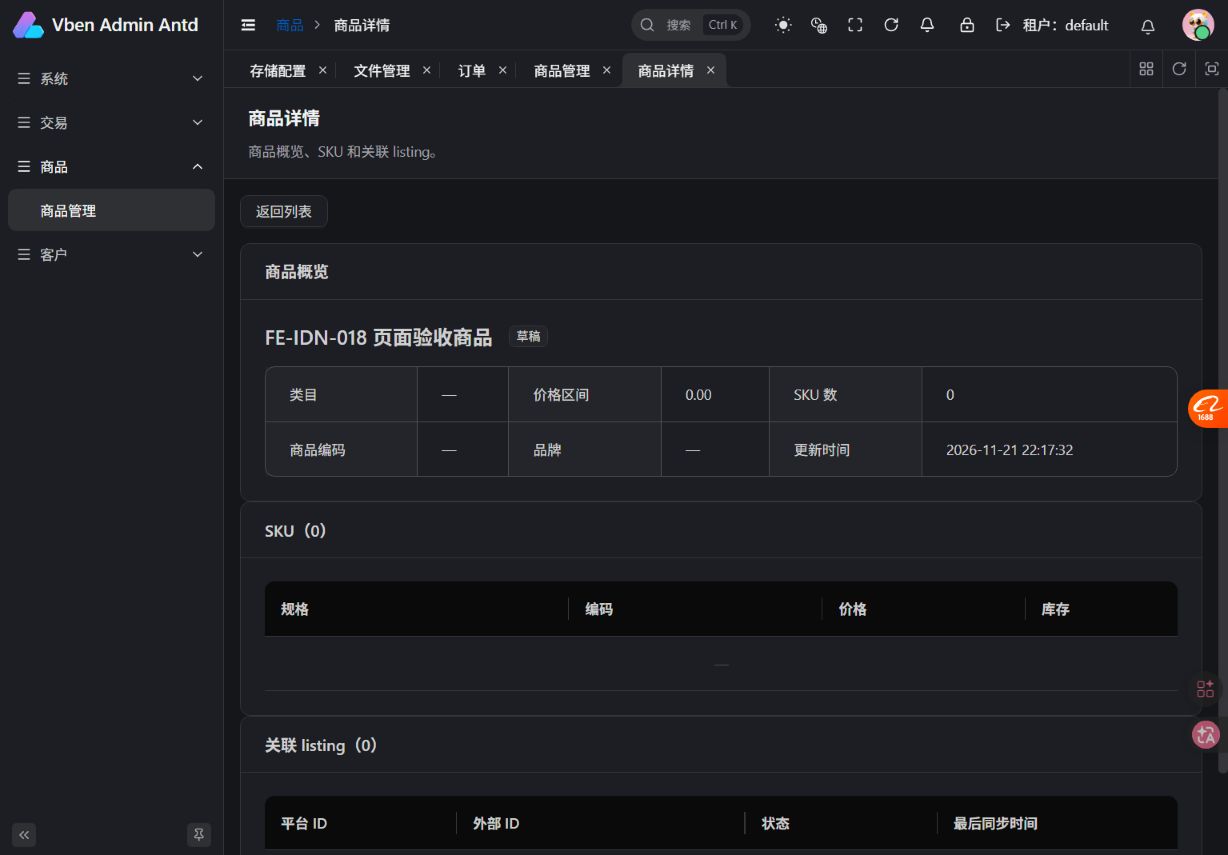 Vben Admin Antd
商品 > 商品详情
搜索 Ctrl K
租户：default
系统
交易
商品
商品管理
客户
存储配置 × 文件管理 × 订单 × 商品管理 × 商品详情 ×
商品详情
商品概览、SKU 和关联 listing。
返回列表
商品概览
FE-IDN-018 页面验收商品 草稿
类目 — 价格区间 0.00 SKU 数 0
商品编码 — 品牌 — 更新时间 2026-11-21 22:17:32
1688
SKU（0）
规格 编码 价格 库存
—
关联 listing（0）
平台 ID 外部 ID 状态 最后同步时间